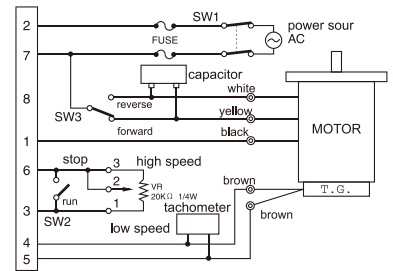 2
SW1
power sour
AC
FUSE
7
capacitor
8
reverse
white
yellow
SW3
forward
black
1
MOTOR
6
stop
3
high speed
2
VR
20KΩ 1/4W
brown
T.G.
run
1
tachometer
3
SW2
low speed
brown
4
5